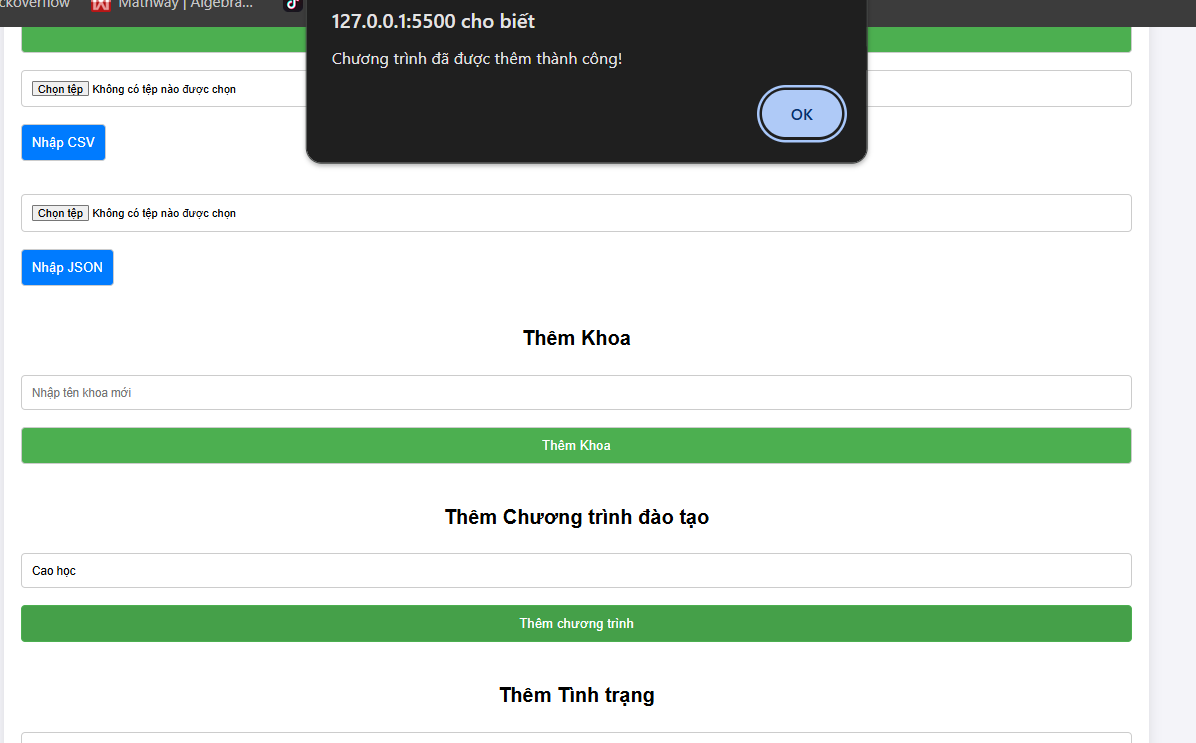 ckoverflow Mathway | Algebra...
127.0.0.1:5500 cho biết
Chương trình đã được thêm thành công!
OK
Chọn tệp Không có tệp nào được chọn
Nhập CSV
Chọn tệp Không có tệp nào được chọn
Nhập JSON
Thêm Khoa
Nhập tên khoa mới
Thêm Khoa
Thêm Chương trình đào tạo
Cao học
Thêm chương trình
Thêm Tình trạng